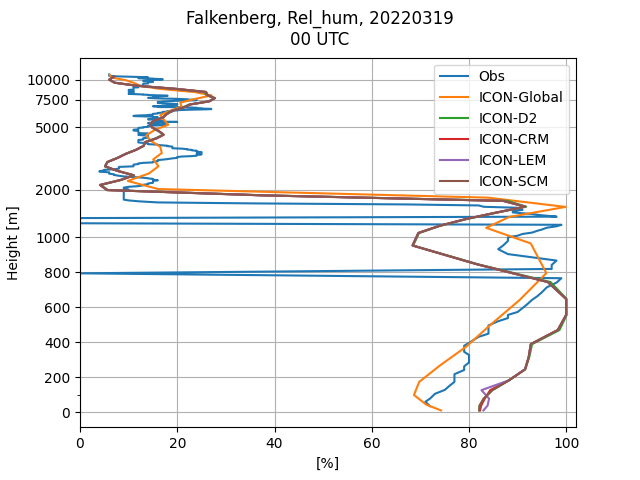 Falkenberg, Rel_hum, 20220319
00 UTC
Obs
ICON-Global
ICON-D2
ICON-CRM
ICON-LEM
ICON-SCM
10000
7500
5000
2000
1000
800
600
400
200
0
Height [m]
0 20 40 60 80 100
[%]